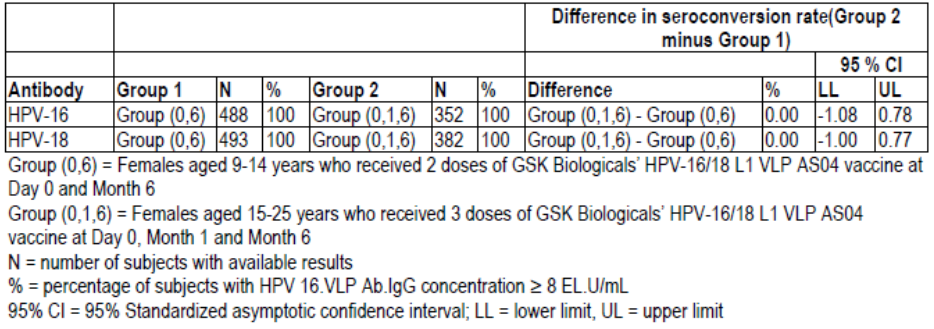 Difference in seroconversion rate(Group 2
minus Group 1)
95 % CI
Antibody Group 1 N % Group 2 N % Difference % LL UL
HPV-16 Group (0,6) 488 100 Group (0,1,6) 352 100 Group (0,1,6) - Group (0,6) 0.00 -1.08 0.78
HPV-18 Group (0,6) 493 100 Group (0,1,6) 382 100 Group (0,1,6) - Group (0,6) 0.00 -1.00 0.77
Group (0,6) = Females aged 9-14 years who received 2 doses of GSK Biologicals' HPV-16/18 L1 VLP AS04 vaccine at
Day 0 and Month 6
Group (0,1,6) = Females aged 15-25 years who received 3 doses of GSK Biologicals' HPV-16/18 L1 VLP AS04
vaccine at Day 0, Month 1 and Month 6
N = number of subjects with available results
% = percentage of subjects with HPV 16.VLP Ab.IgG concentration ≥ 8 EL.U/mL
95% CI = 95% Standardized asymptotic confidence interval; LL = lower limit, UL = upper limit